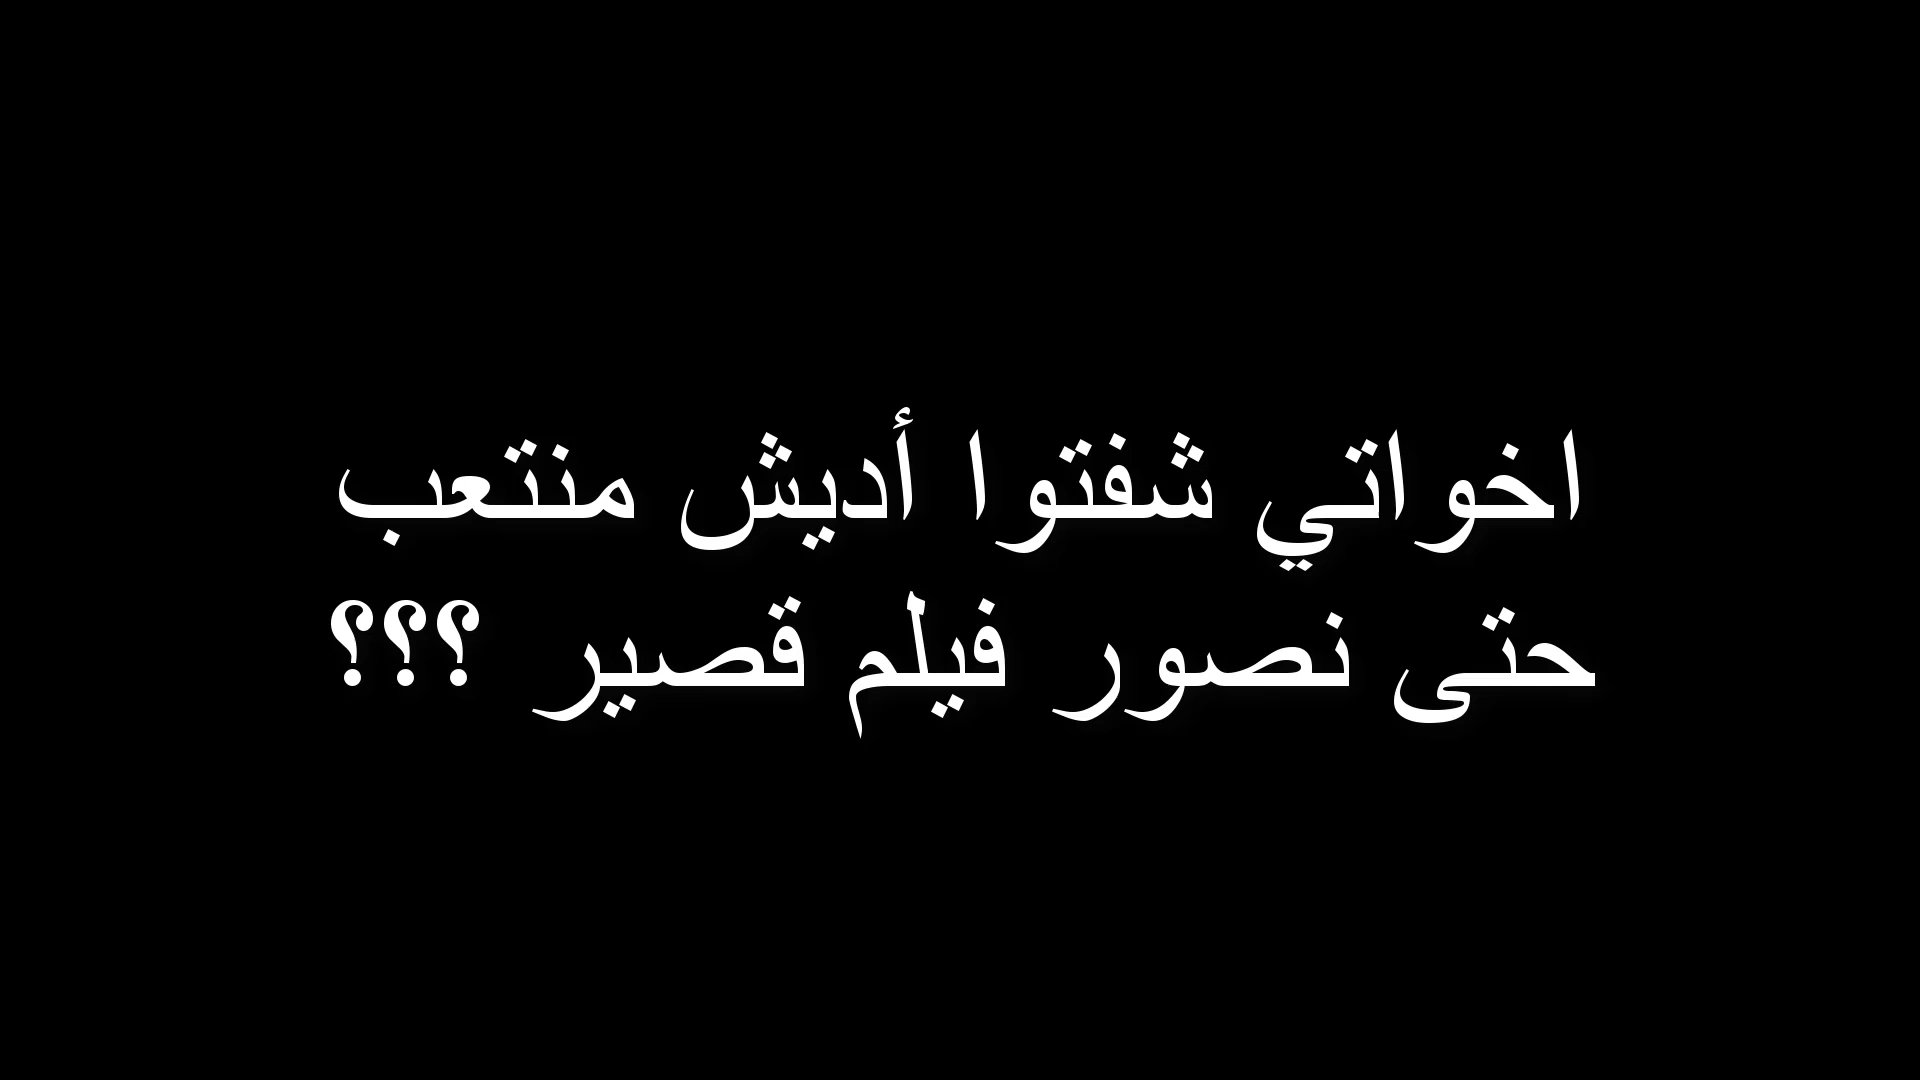 اخواتي شفتوا أديش منتعب
حتى نصور فيلم قصير ؟؟؟